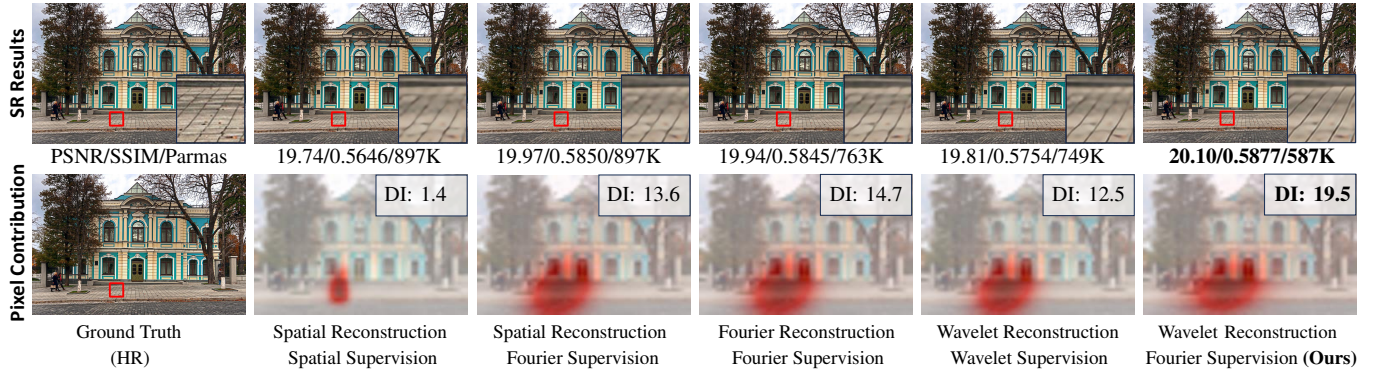 SR Results
PSNR/SSIM/Parmas
19.74/0.5646/897K
19.97/0.5850/897K
19.94/0.5845/763K
19.81/0.5754/749K
20.10/0.5877/587K
Pixel Contribution
DI: 1.4
DI: 13.6
DI: 14.7
DI: 12.5
DI: 19.5
Ground Truth
(HR)
Spatial Reconstruction
Spatial Supervision
Spatial Reconstruction
Fourier Supervision
Fourier Reconstruction
Fourier Supervision
Wavelet Reconstruction
Wavelet Supervision
Wavelet Reconstruction
Fourier Supervision (Ours)